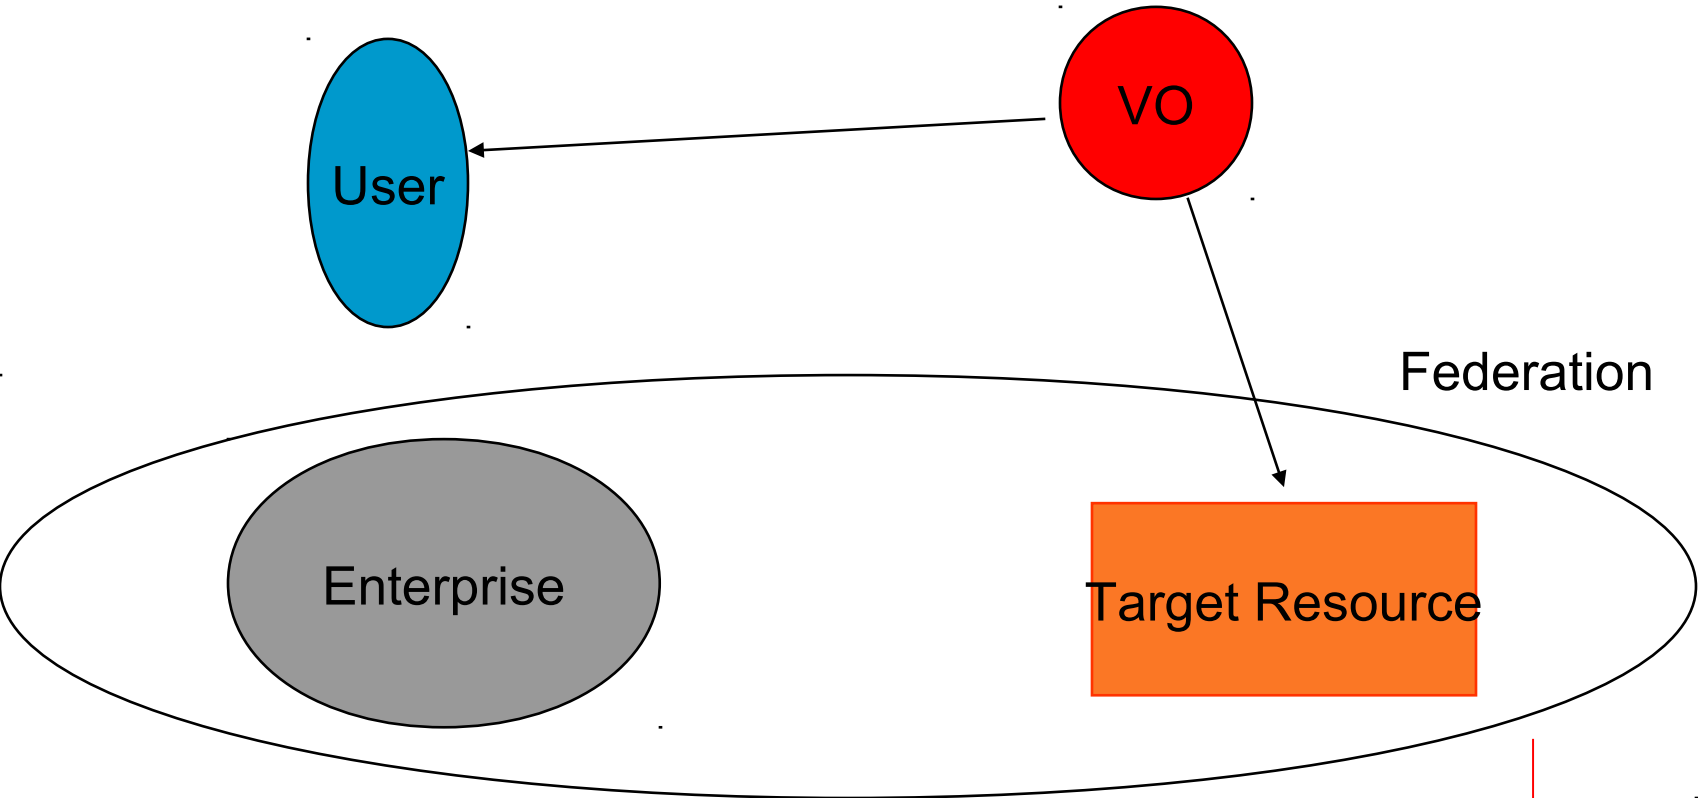 VO
User
Federation
Enterprise
Target Resource